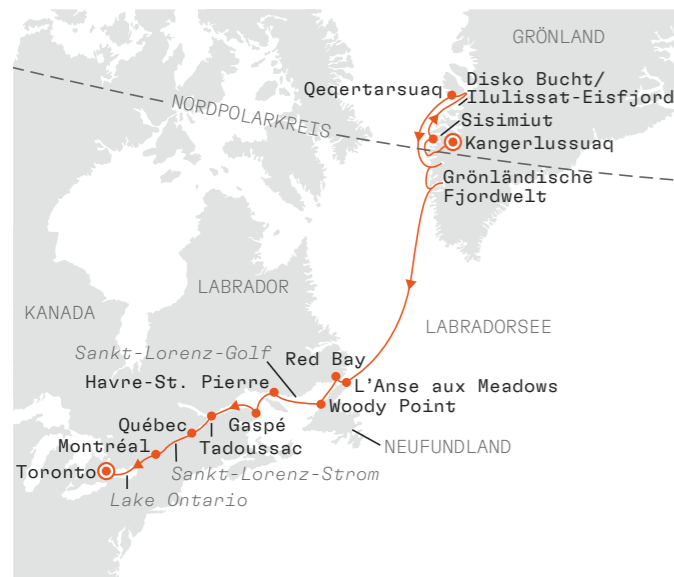 GRÖNLAND
Qeqertarsuaq
Disko Bucht/
Ilulissat-Eisfjord
NORDPOLARKREIS
Sisimiut
Kangerlussuaq
Grönländische
Fjordwelt
LABRADOR
KANADA
LABRADORSEE
Sankt-Lorenz-Golf
Red Bay
Havre-St. Pierre
L'Anse aux Meadows
Woody Point
Québec
Gaspé
Montréal
Tadoussac
NEUFUNDLAND
Toronto
Sankt-Lorenz-Strom
Lake Ontario